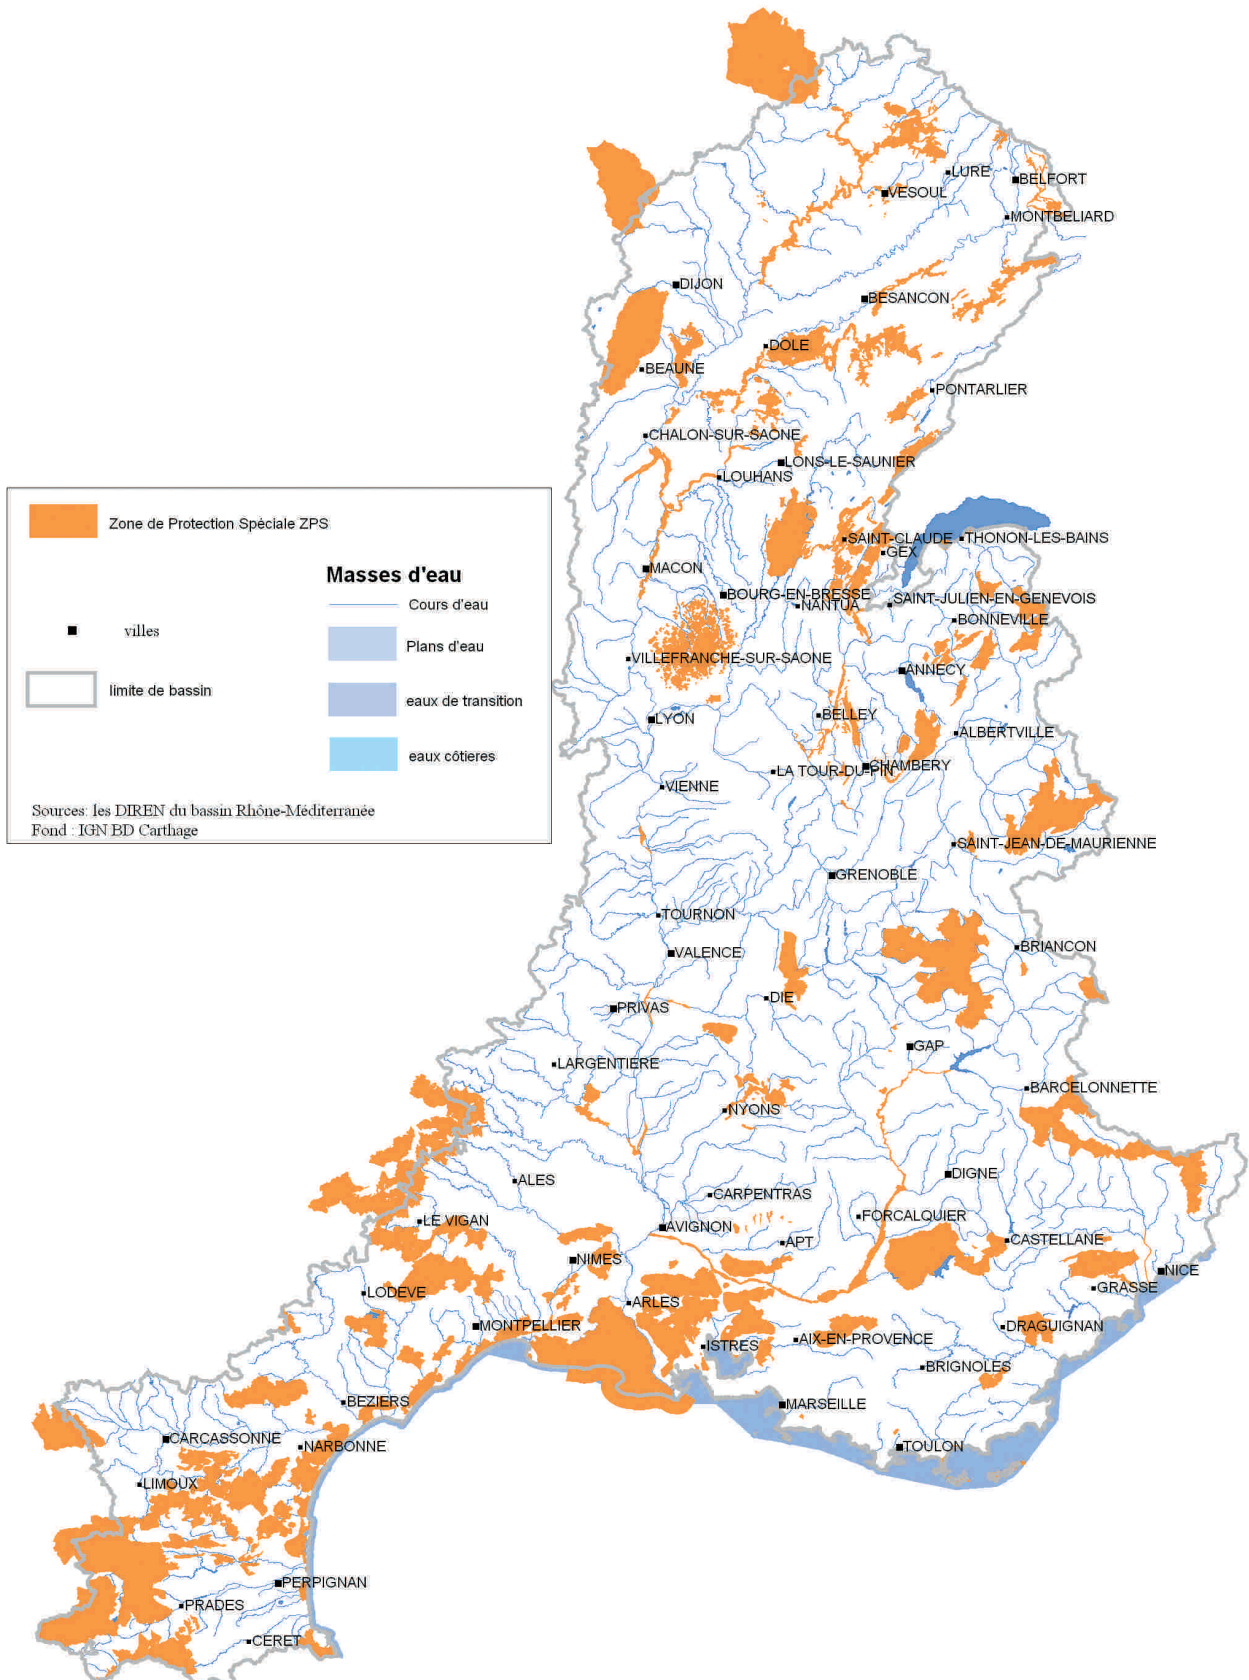 LURE
BELFORT
VESOUL
MONTBELIARD
DIJON
BESANCON
DOLE
BEAUNE
PONTARLIER
CHALON-SUR-SAONE
LONS-LE-SAUNIER
LOUHANS
Zone de Protection Spéciale ZPS
SAINT-CLAUDE
THONON-LES-BAINS
GEX
Masses d'eau
MACON
BOURG-EN-BRESSE
NANTUA
SAINT-JULIEN-EN-GENEVOIS
Cours d'eau
BONNEVILLE
villes
Plans d'eau
VILLEFRANCHE-SUR-SAONE
ANNECY
limite de bassin
eaux de transition
BELLEY
LYON
ALBERTVILLE
eaux côtieres
CHAMBERY
LA TOUR-DU-PIN
VIENNE
Sources: les DIREN du bassin Rhône-Méditerranée
Fond : IGN BD Carthage
SAINT-JEAN-DE-MAURIENNE
GRENOBLE
TOURNON
BRIANCON
VALENCE
DIE
PRIVAS
GAP
LARGENTIERE
BARCELONNETTE
NYONS
DIGNE
ALES
CARPENTRAS
FORCALQUIER
LE VIGAN
AVIGNON
CASTELLANE
APT
NIMES
NICE
GRASSE
LODEVE
ARLES
MONTPELLIER
DRAGUIGNAN
AIX-EN-PROVENCE
ISTRES
BRIGNOLES
BEZIERS
MARSEILLE
CARCASSONNE
NARBONNE
TOULON
LIMOUX
PERPIGNAN
PRADES
CERET